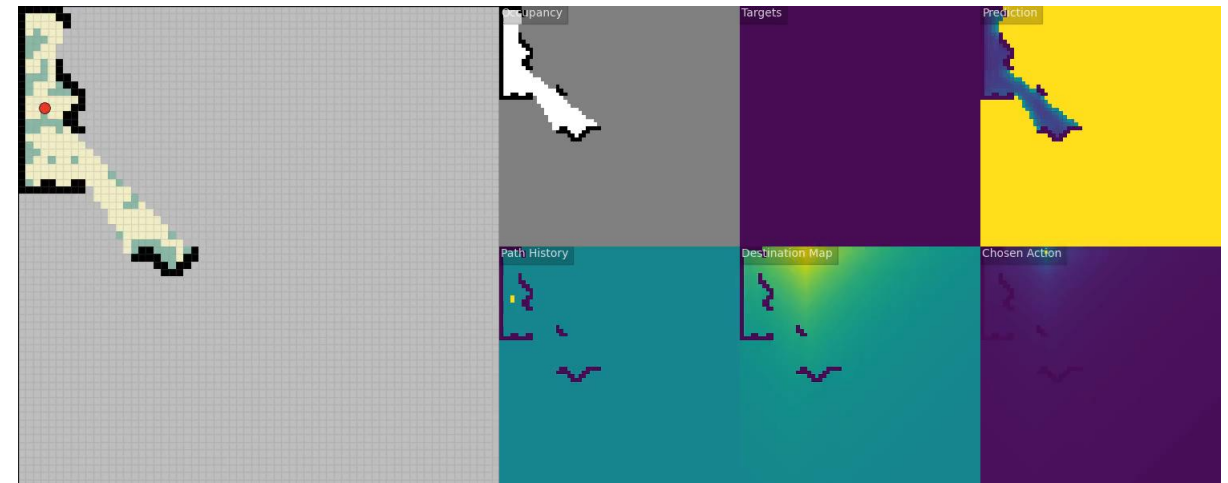 Occupancy
Targets
Prediction
Path History
Destination Map
Chosen Action